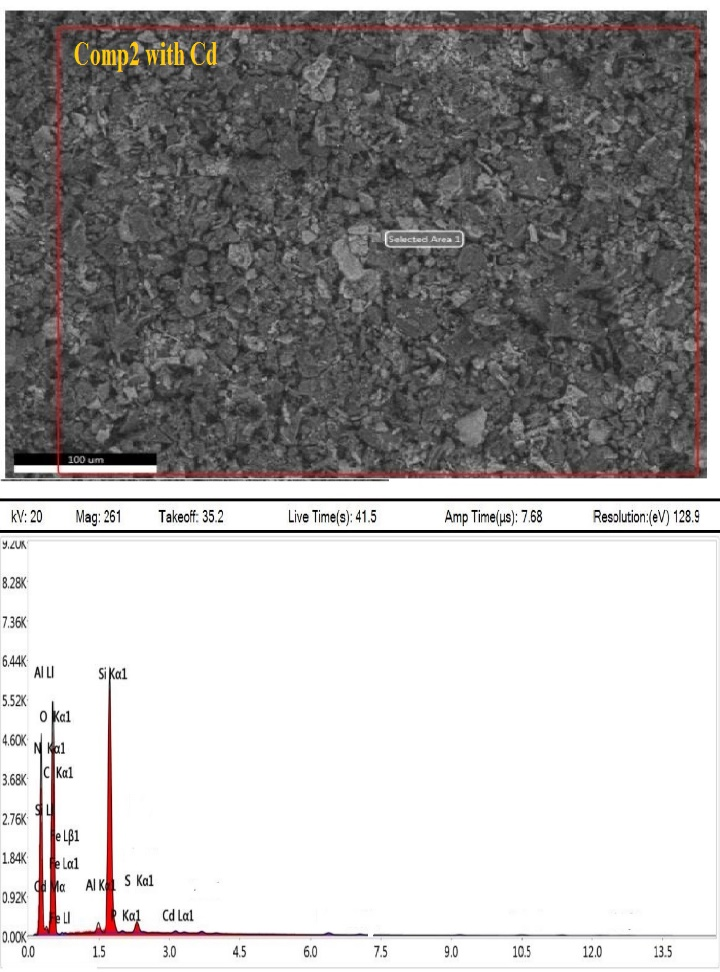 Comp2 with Cd
Selected Area 1
100 um
kV: 20 Mag: 261 Takeoff: 35.2 Live Time(s): 41.5 Amp Time(µs): 7.68 Resolution:(eV) 128.9
9.20K
8.28K
7.36K
6.44K
Al Ll Si Kα1
5.52K
O Kα1
4.60K
N Kα1
C Kα1
3.68K
Si Ll
2.76K
Fe Lβ1
1.84K
Fe Lα1
Cd Mα Al Kα1 S Kα1
0.92K
Fe Ll P Kα1 Cd Lα1
0.00K
0.0 1.5 3.0 4.5 6.0 7.5 9.0 10.5 12.0 13.5